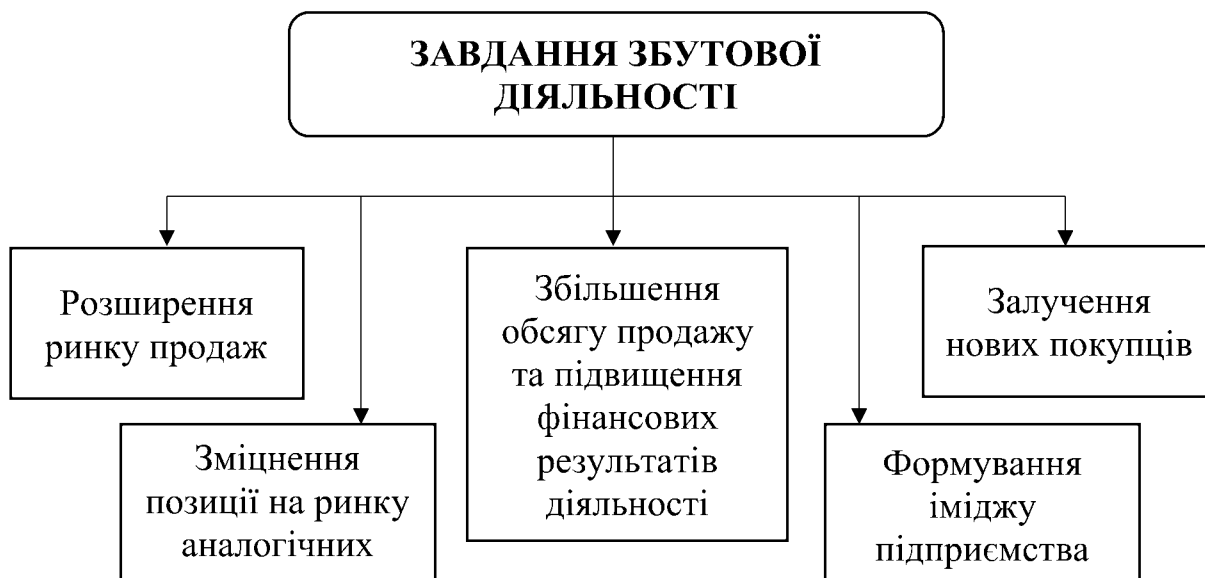 ЗАВДАННЯ ЗБУТОВОЇ
ДІЯЛЬНОСТІ
Розширення
ринку продаж
Зміцнення
позиції на ринку
аналогічних
Збільшення
обсягу продажу
та підвищення
фінансових
результатів
діяльності
Формування
іміджу
підприємства
Залучення
нових покупців